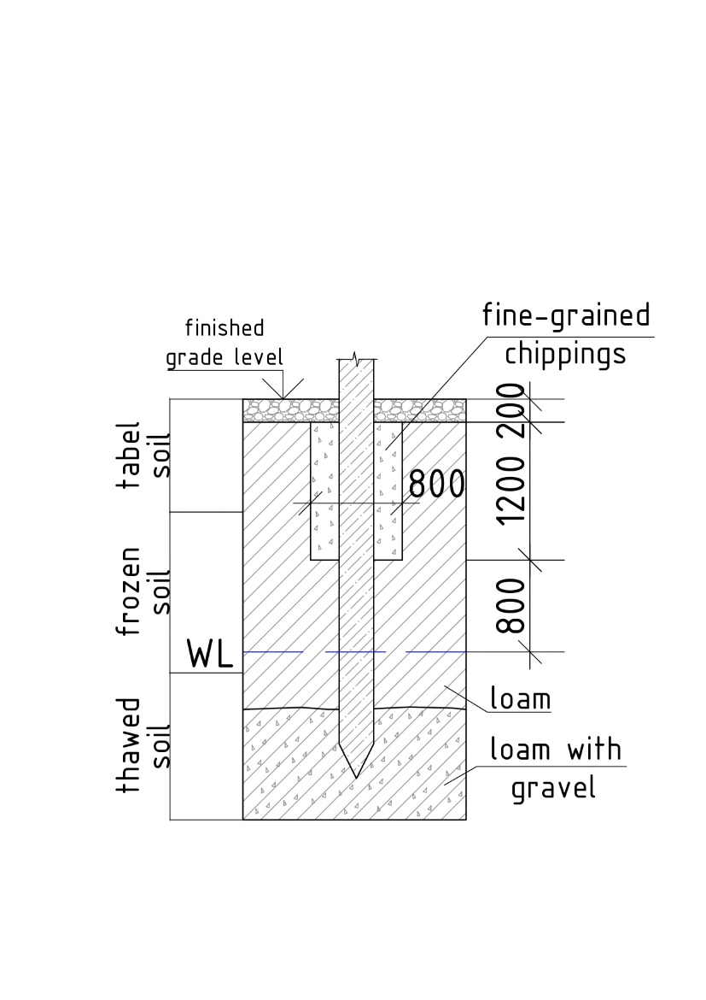 finished
grade level
fine-grained
chippings
200
1200
800
800
tabel
soil
frozen
soil
WL
thawed
soil
loam
loam with
gravel